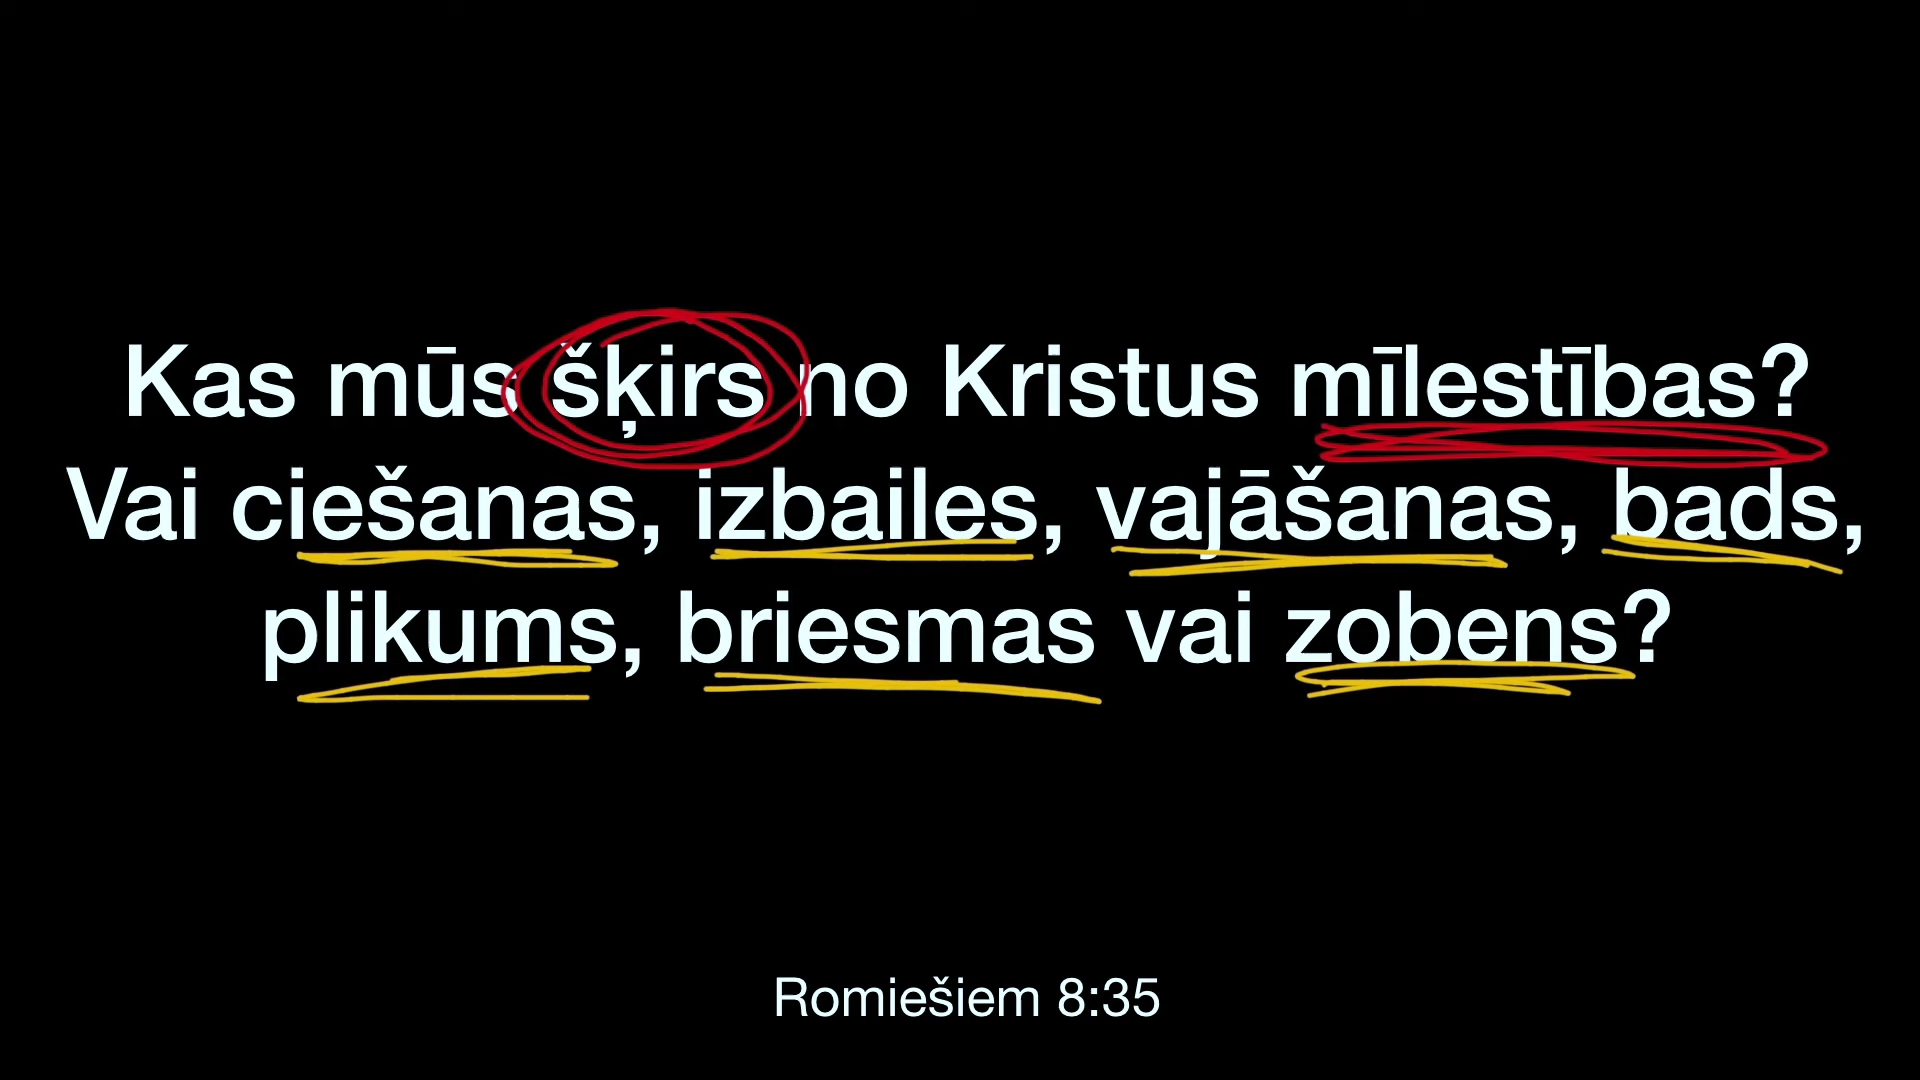 Kas mūs šķirs no Kristus mīlestības?
Vai ciešanas, izbailes, vajāšanas, bads,
plikums, briesmas vai zobens?
Romiešiem 8:35